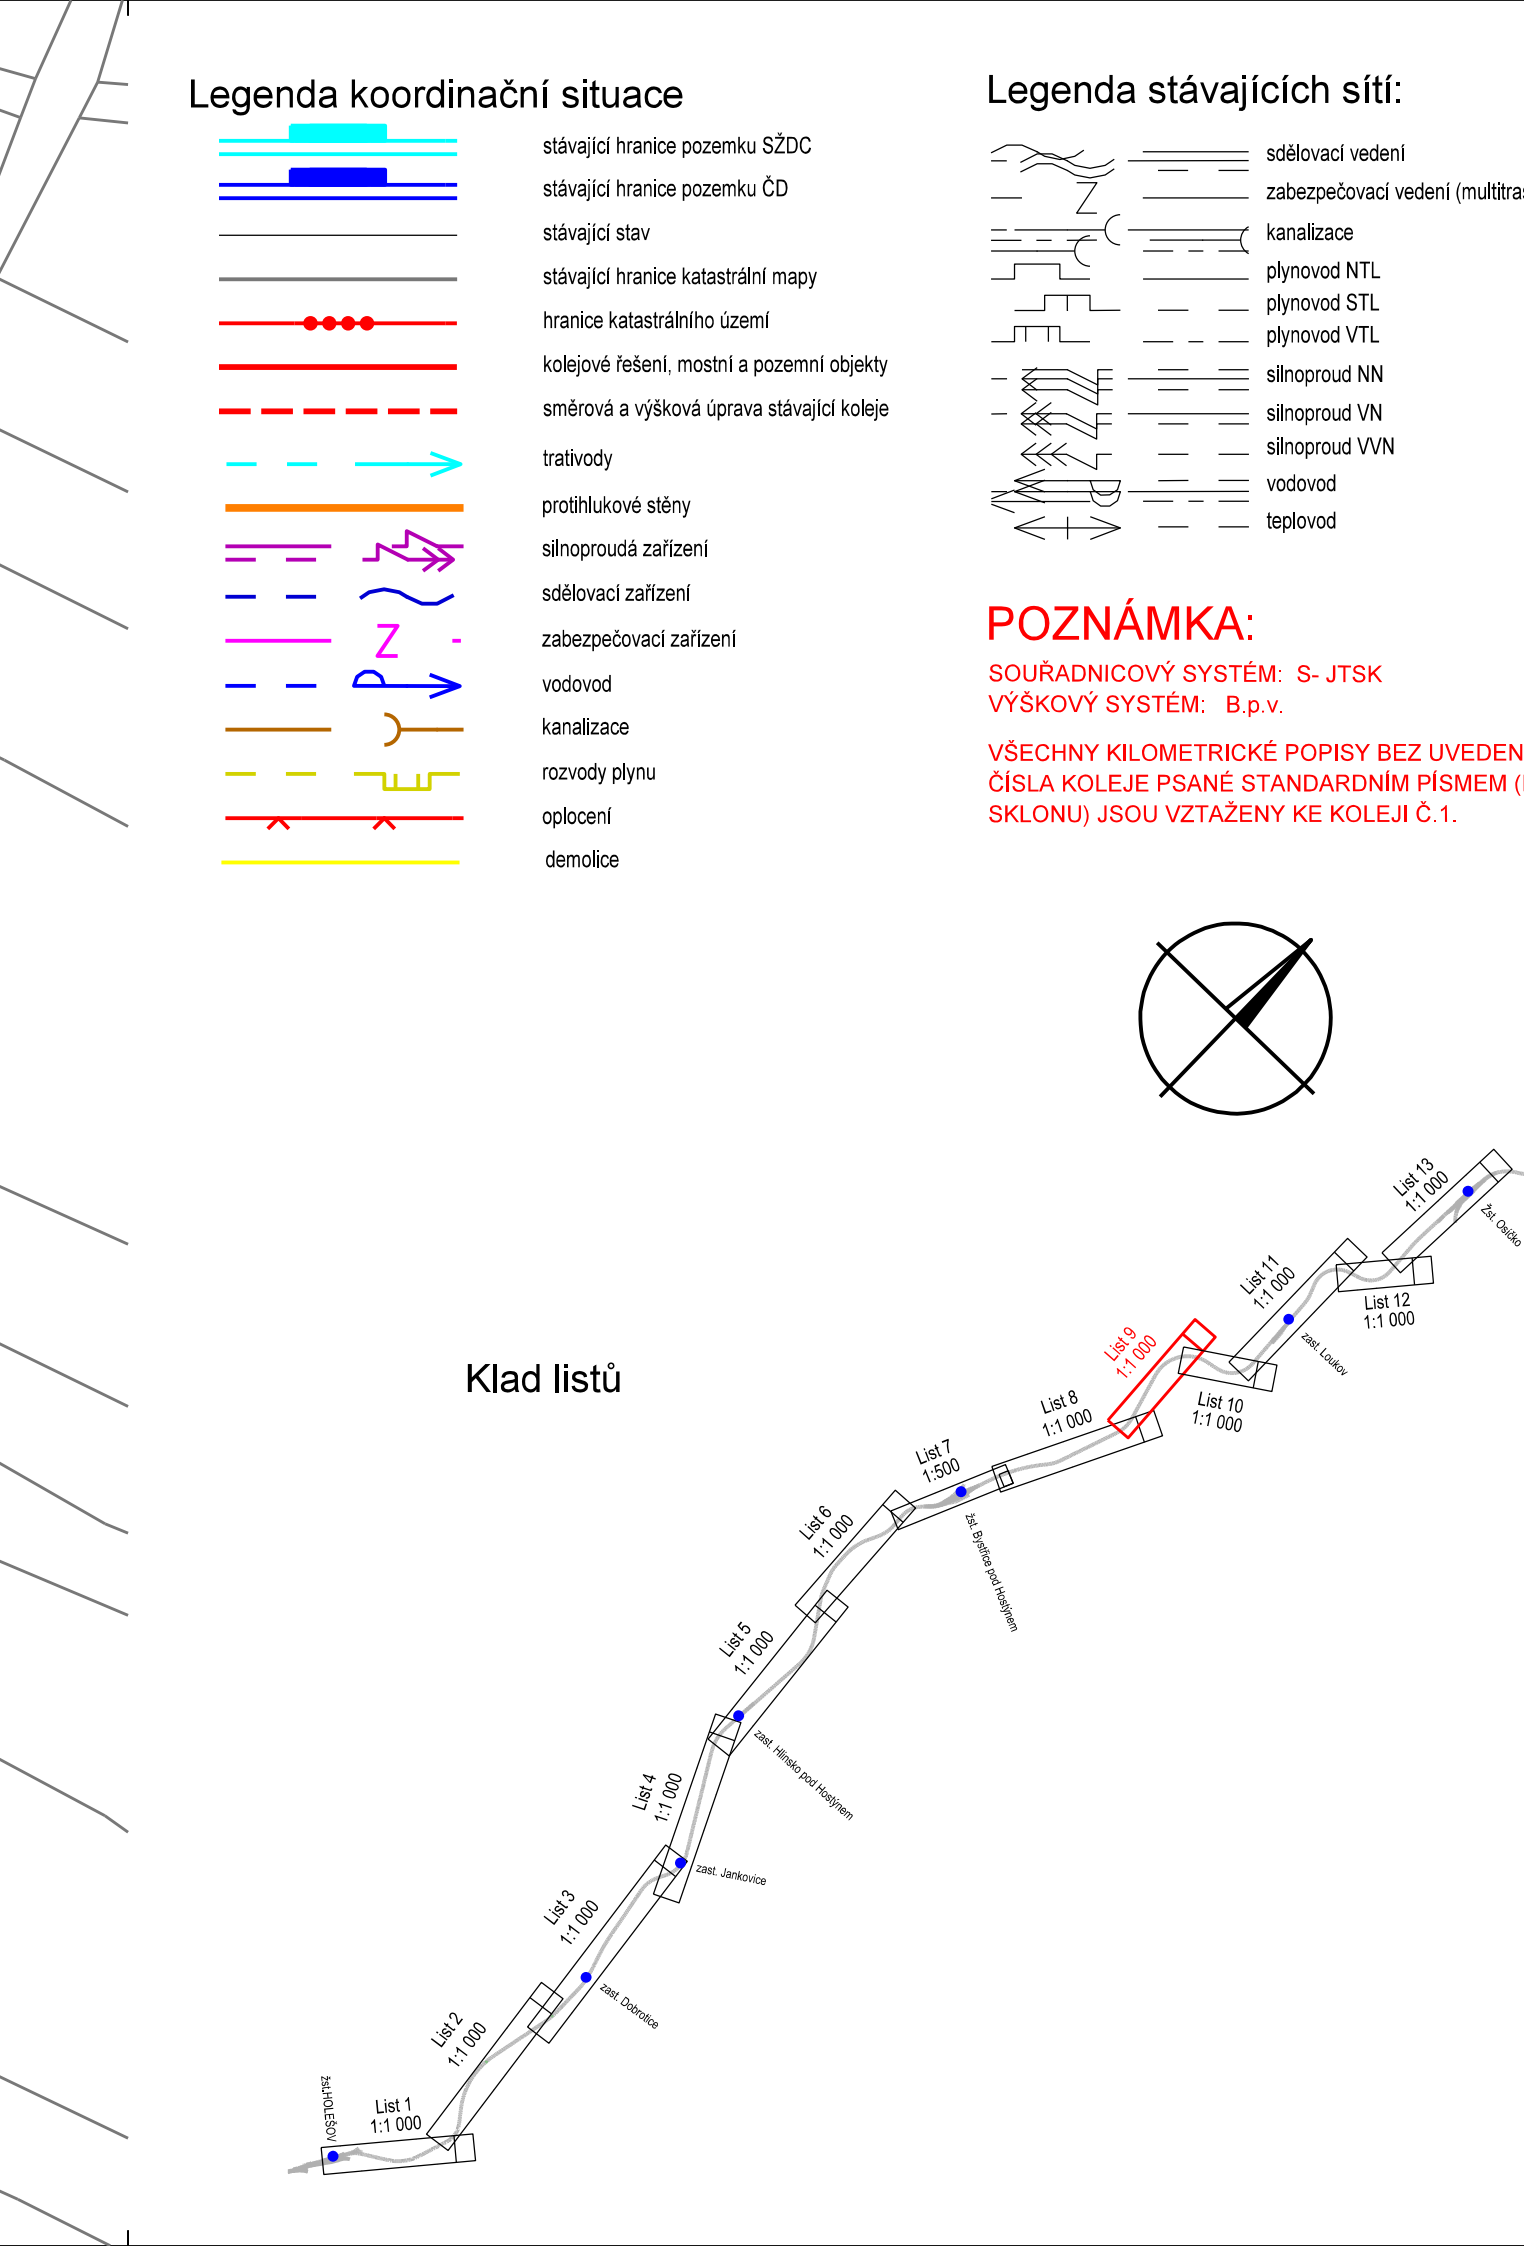 Legenda koordinační situace
stávající hranice pozemku SŽDC
stávající hranice pozemku ČD
stávající stav
stávající hranice katastrální mapy
hranice katastrálního území
kolejové řešení, mostní a pozemní objekty
směrová a výšková úprava stávající koleje
trativody
protihlukové stěny
silnoproudá zařízení
sdělovací zařízení
Z
zabezpečovací zařízení
vodovod
kanalizace
rozvody plynu
oplocení
demolice
Legenda stávajících sítí:
sdělovací vedení
Z
zabezpečovací vedení (multitras
kanalizace
plynovod NTL
plynovod STL
plynovod VTL
silnoproud NN
silnoproud VN
silnoproud VVN
vodovod
teplovod
POZNÁMKA:
SOUŘADNICOVÝ SYSTÉM: S- JTSK
VÝŠKOVÝ SYSTÉM: B.p.v.
VŠECHNY KILOMETRICKÉ POPISY BEZ UVEDEN
ČÍSLA KOLEJE PSANÉ STANDARDNÍM PÍSMEM (
SKLONU) JSOU VZTAŽENY KE KOLEJI Č.1.
Klad listů
List 13
1:1 000
Žst. Osíčko
List 11
1:1 000
zast. Loukov
List 12
1:1 000
List 9
1:1 000
List 10
1:1 000
List 8
1:1 000
List 7
1:500
žst. Bystřice pod Hostýnem
List 6
1:1 000
List 5
1:1 000
zast. Hlinsko pod Hostýnem
List 4
1:1 000
zast. Jankovice
List 3
1:1 000
zast. Dobrotice
List 2
1:1 000
žst.HOLEŠOV
List 1
1:1 000